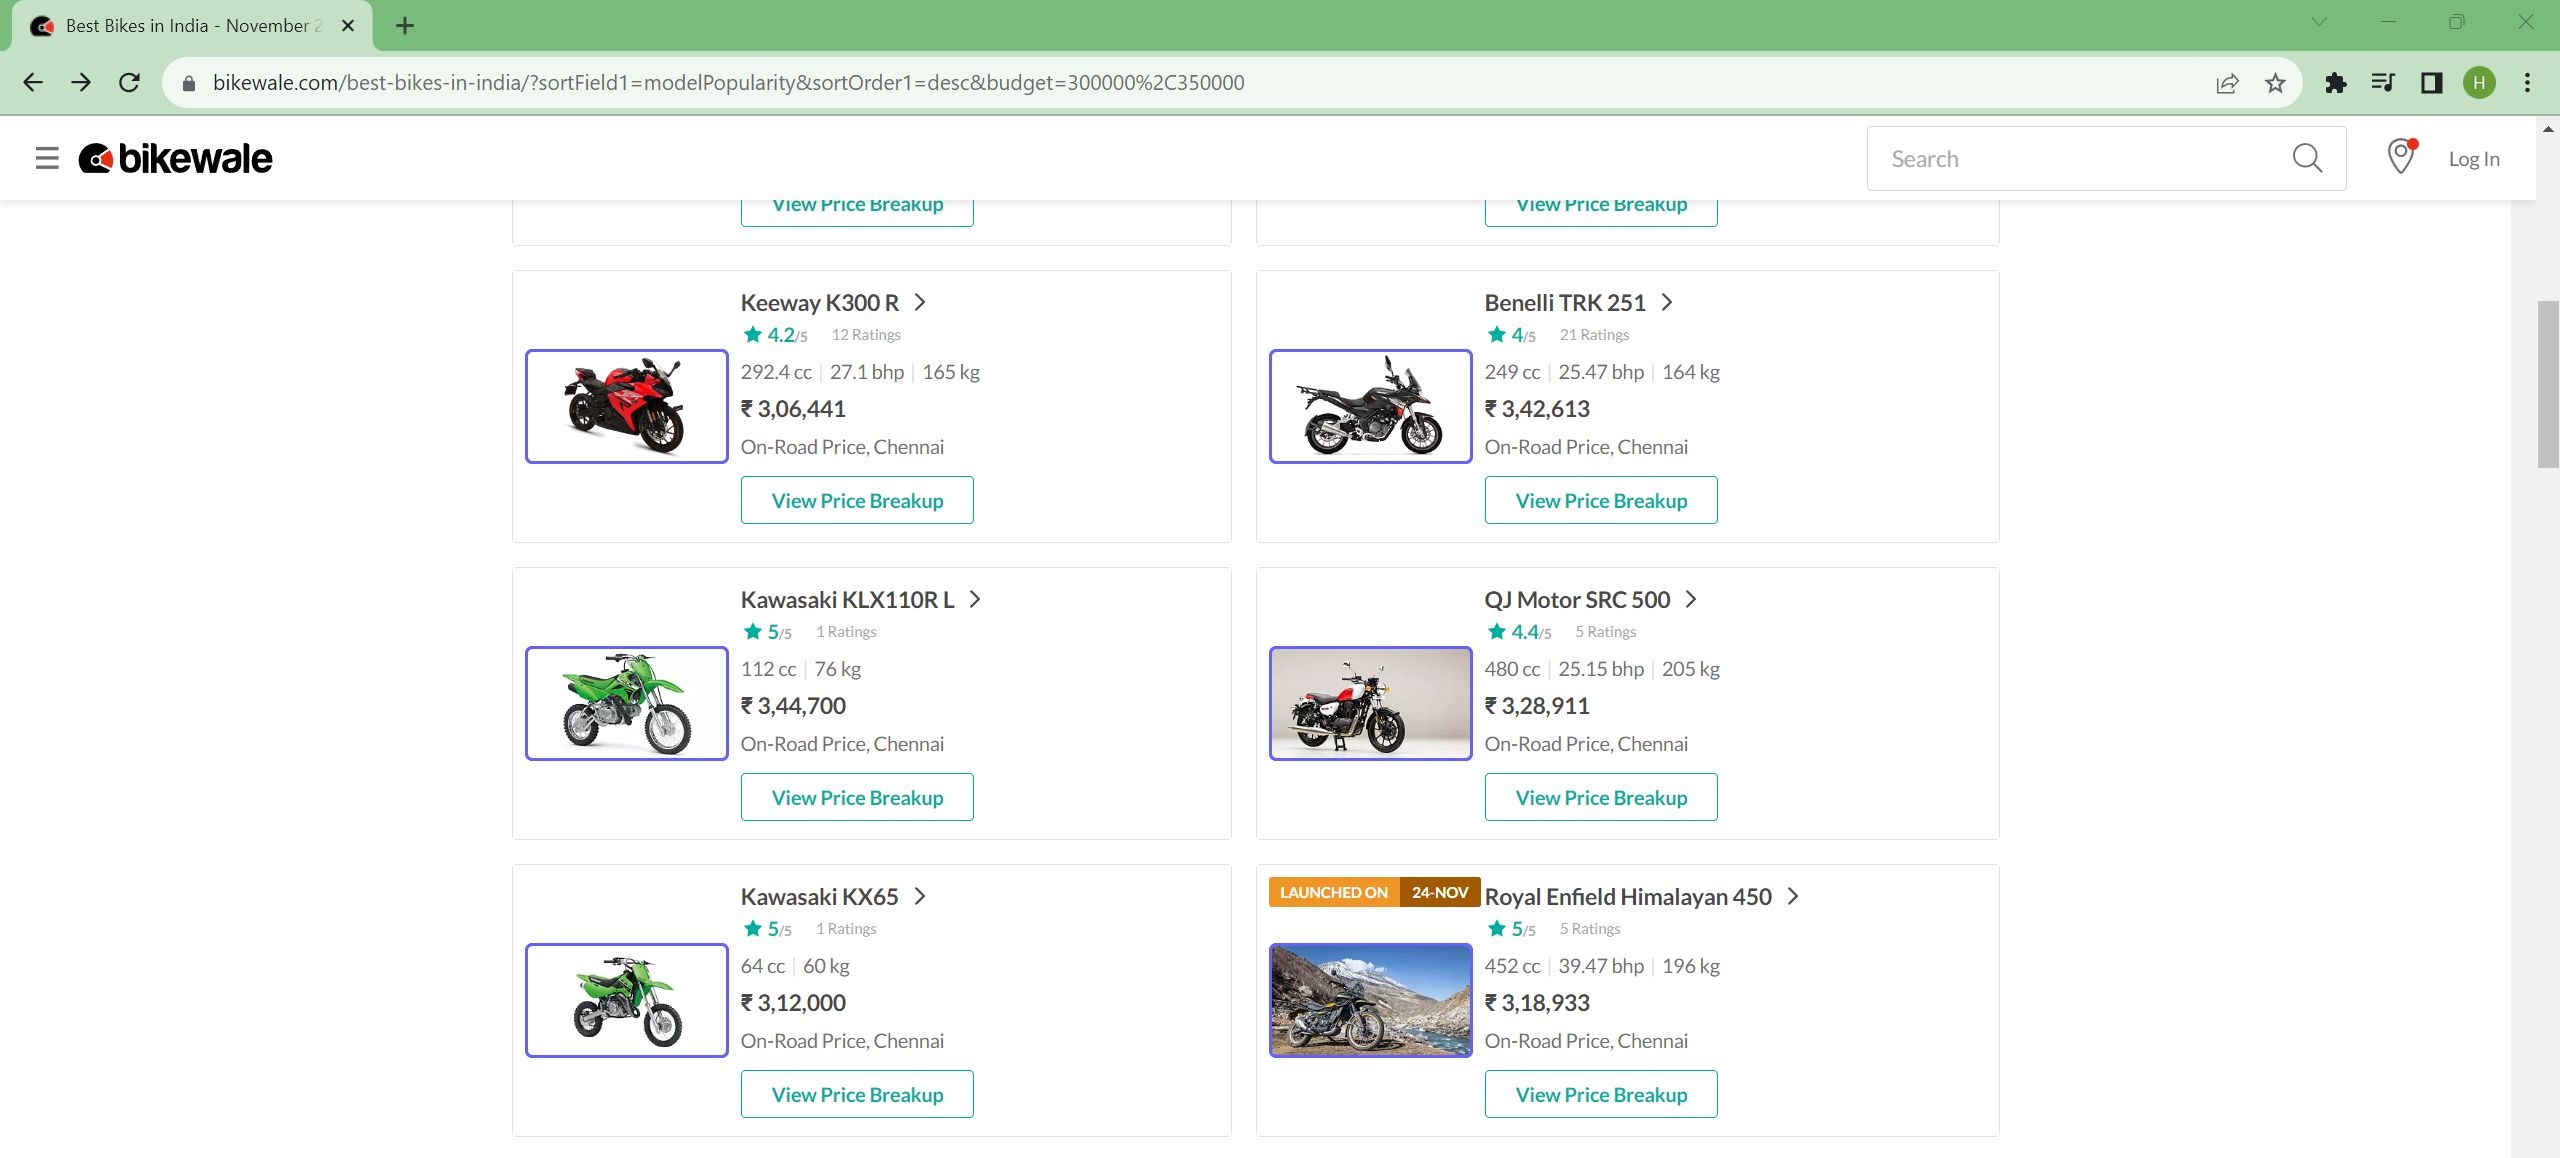 Best Bikes in India - November 2
bikewale.com/best-bikes-in-india/?sortField1=modelPopularity&sortOrder1=desc&budget=300000%2C350000
H
bikewale
Search
Log In
View Price Breakup
View Price Breakup
Keeway K300 R
4.2/5 12 Ratings
292.4 cc | 27.1 bhp | 165 kg
₹ 3,06,441
On-Road Price, Chennai
View Price Breakup
Benelli TRK 251
4/5 21 Ratings
249 cc | 25.47 bhp | 164 kg
₹ 3,42,613
On-Road Price, Chennai
View Price Breakup
Kawasaki KLX110R L
5/5 1 Ratings
112 cc | 76 kg
₹ 3,44,700
On-Road Price, Chennai
View Price Breakup
QJ Motor SRC 500
4.4/5 5 Ratings
480 cc | 25.15 bhp | 205 kg
₹ 3,28,911
On-Road Price, Chennai
View Price Breakup
Kawasaki KX65
5/5 1 Ratings
64 cc | 60 kg
₹ 3,12,000
On-Road Price, Chennai
View Price Breakup
LAUNCHED ON 24-NOV
Royal Enfield Himalayan 450
5/5 5 Ratings
452 cc | 39.47 bhp | 196 kg
₹ 3,18,933
On-Road Price, Chennai
View Price Breakup